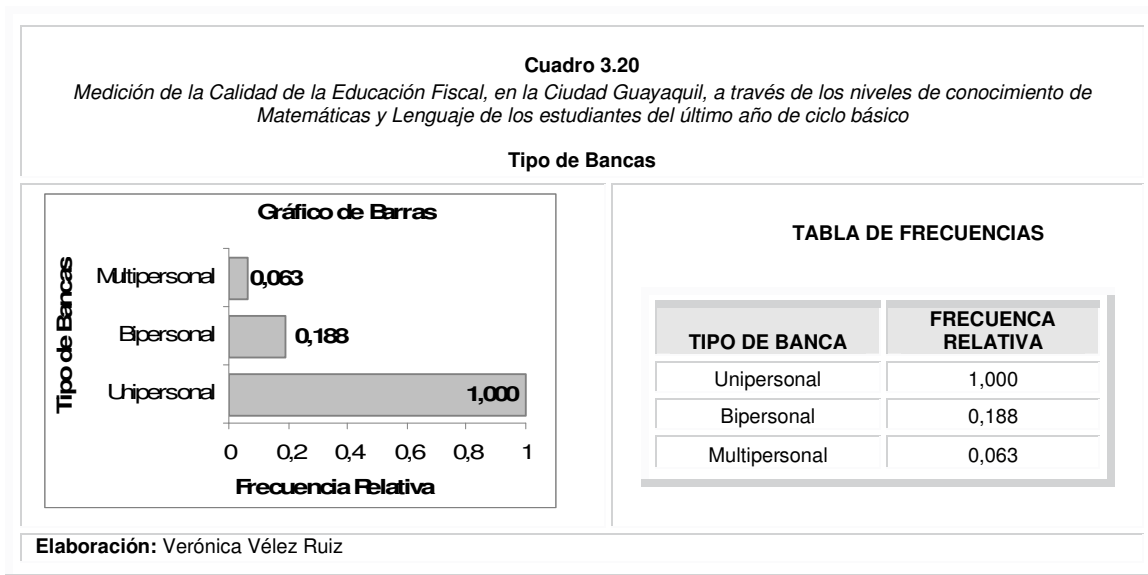 Cuadro 3.20
Medición de la Calidad de la Educación Fiscal, en la Ciudad Guayaquil, a través de los niveles de conocimiento de
Matemáticas y Lenguaje de los estudiantes del último año de ciclo básico
Tipo de Bancas
Gráfico de Barras
Tipo de Bancas
Multipersonal 0,063
Bipersonal 0,188
Unipersonal 1,000
0 0,2 0,4 0,6 0,8 1
Frecuencia Relativa
TABLA DE FRECUENCIAS
TIPO DE BANCA
FRECUENCA
RELATIVA
Unipersonal 1,000
Bipersonal 0,188
Multipersonal 0,063
Elaboración: Verónica Vélez Ruiz